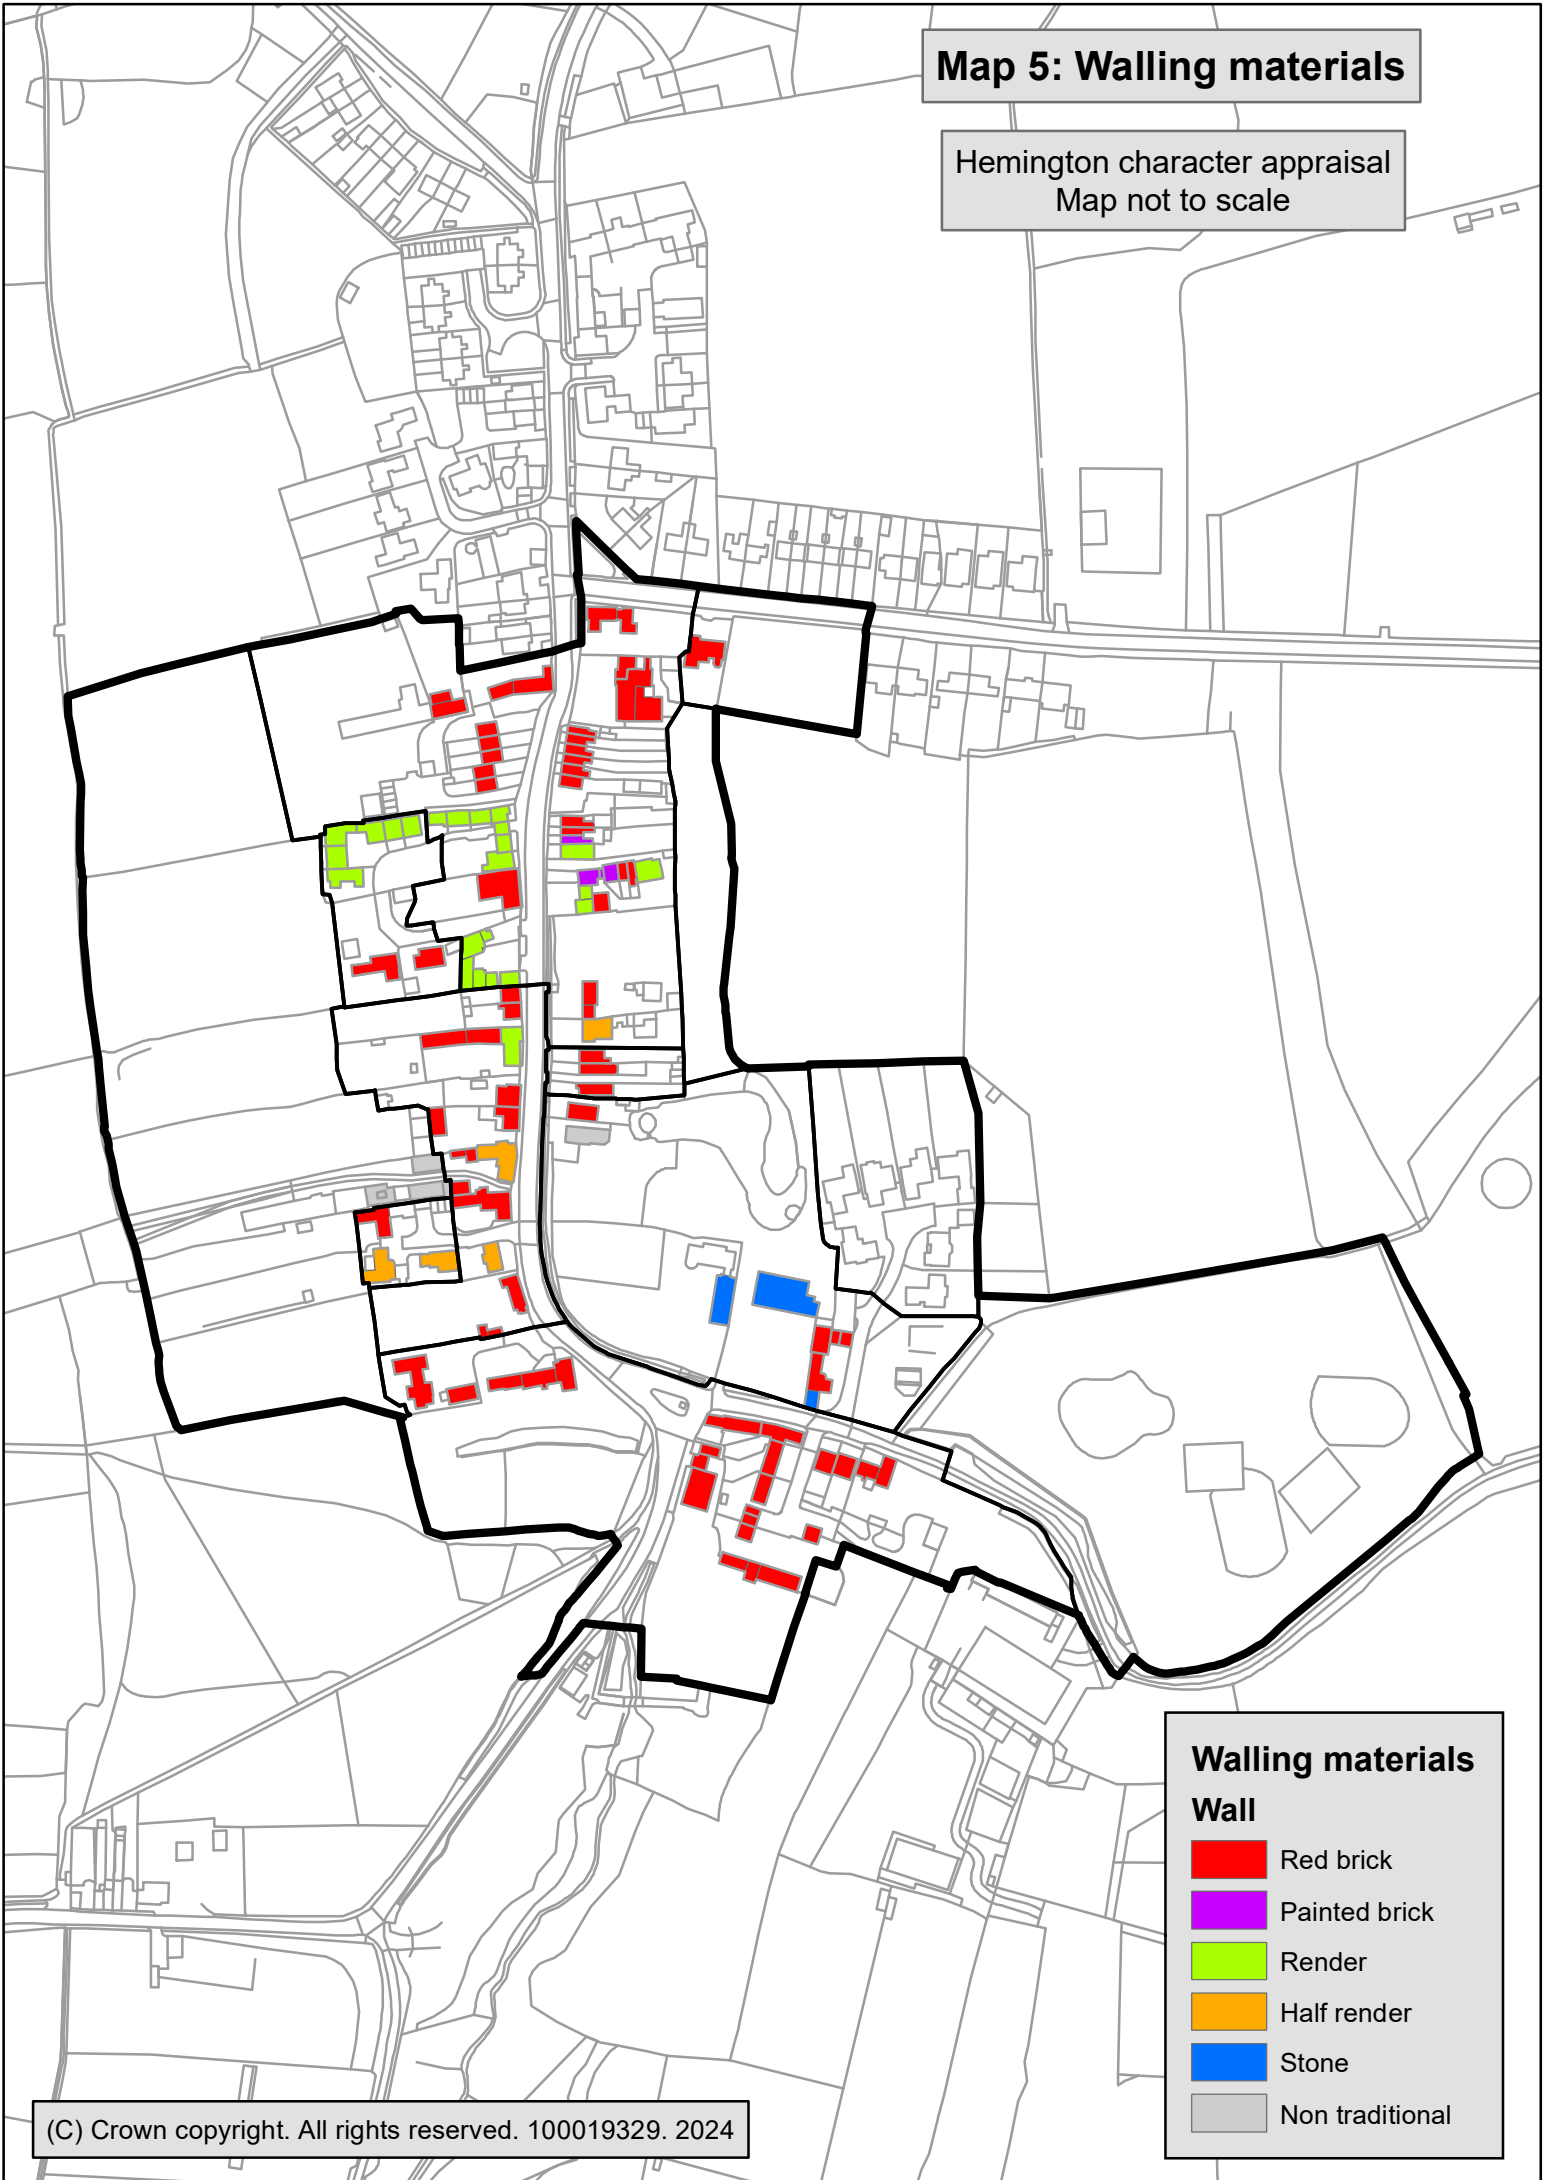 Map 5: Walling materials
Hemington character appraisal
Map not to scale
Walling materials
Wall
Red brick
Painted brick
Render
Half render
Stone
Non traditional
(C) Crown copyright. All rights reserved. 100019329. 2024